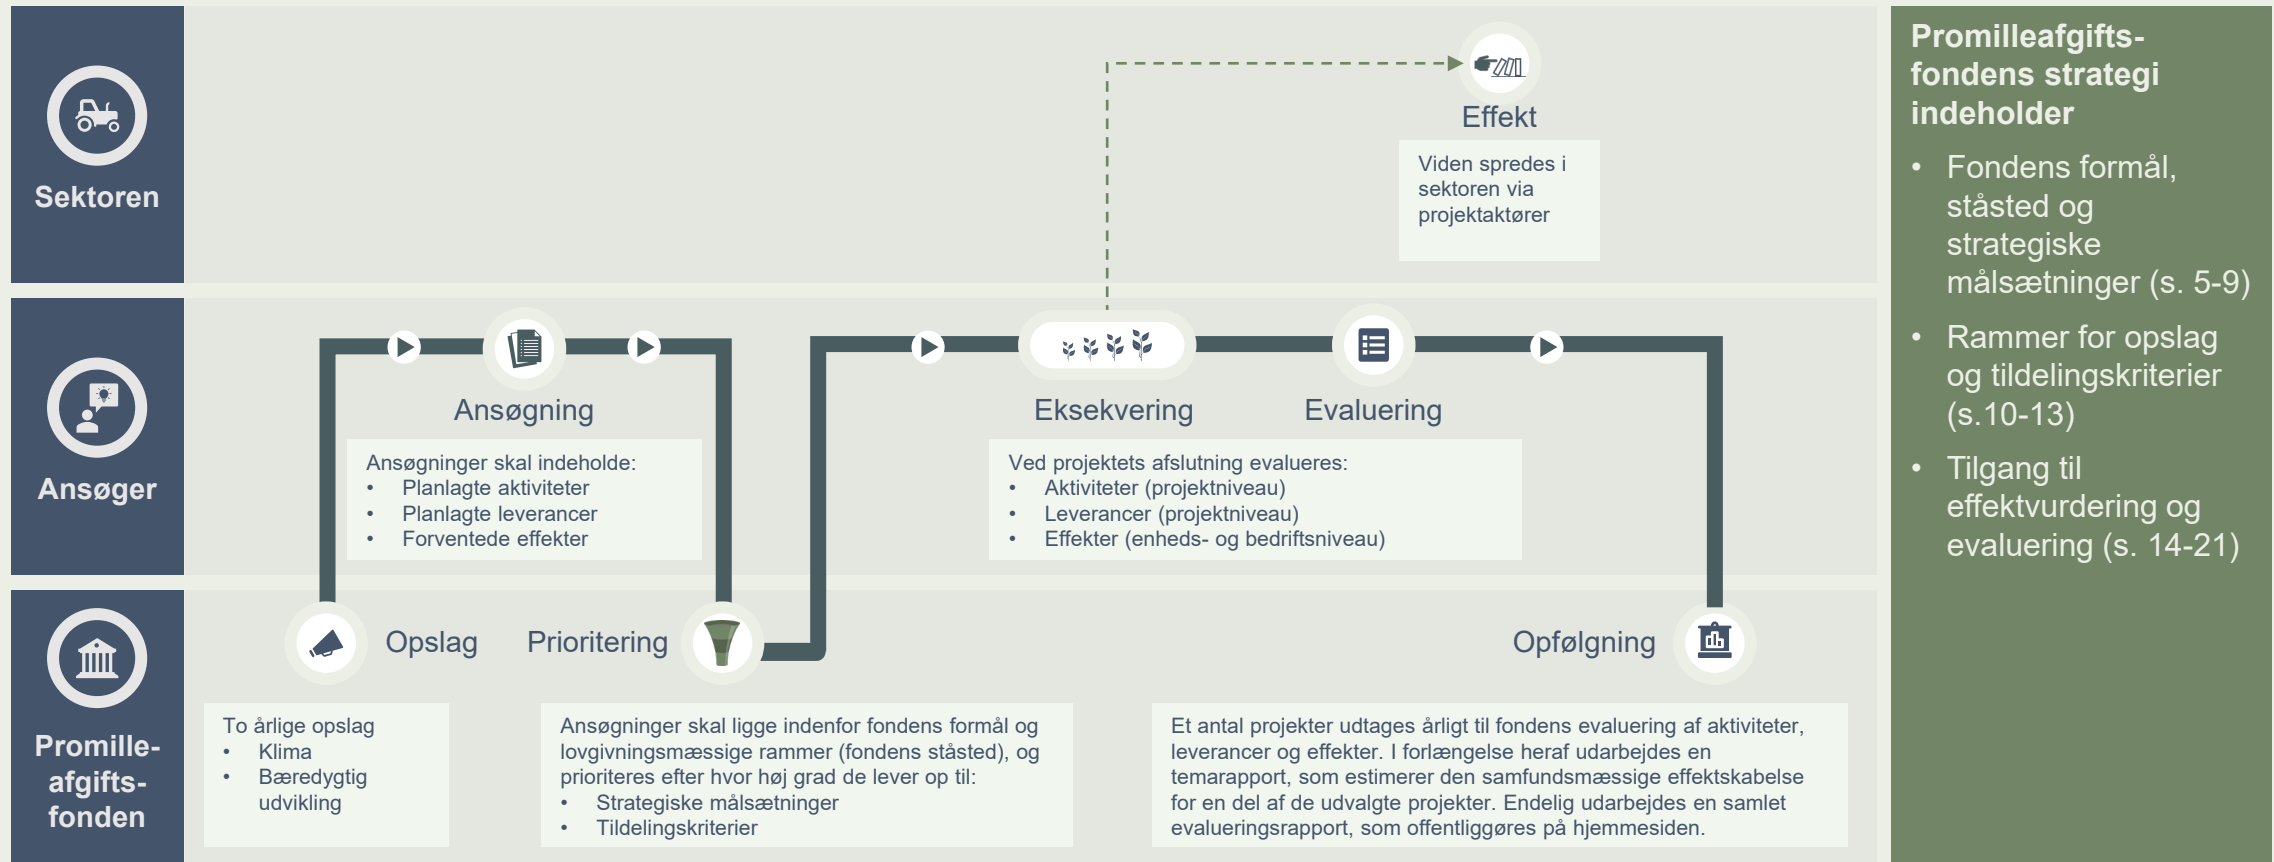 Sektoren
Effekt
Viden spredes i
sektoren via
projektaktører
Ansøger
Ansøgning
Ansøgninger skal indeholde:
• Planlagte aktiviteter
• Planlagte leverancer
• Forventede effekter
Eksekvering
Evaluering
Ved projektets afslutning evalueres:
• Aktiviteter (projektniveau)
• Leverancer (projektniveau)
• Effekter (enheds- og bedriftsniveau)
Promille-
afgifts-
fonden
Opslag
To årlige opslag
• Klima
• Bæredygtig
udvikling
Prioritering
Ansøgninger skal ligge indenfor fondens formål og
lovgivningsmæssige rammer (fondens ståsted), og
prioriteres efter hvor høj grad de lever op til:
• Strategiske målsætninger
• Tildelingskriterier
Opfølgning
Et antal projekter udtages årligt til fondens evaluering af aktiviteter,
leverancer og effekter. I forlængelse heraf udarbejdes en
temarapport, som estimerer den samfundsmæssige effektskabelse
for en del af de udvalgte projekter. Endelig udarbejdes en samlet
evalueringsrapport, som offentliggøres på hjemmesiden.
Promilleafgifts-
fondens strategi
indeholder
• Fondens formål,
ståsted og
strategiske
målsætninger (s. 5-9)
• Rammer for opslag
og tildelingskriterier
(s.10-13)
• Tilgang til
effektvurdering og
evaluering (s. 14-21)